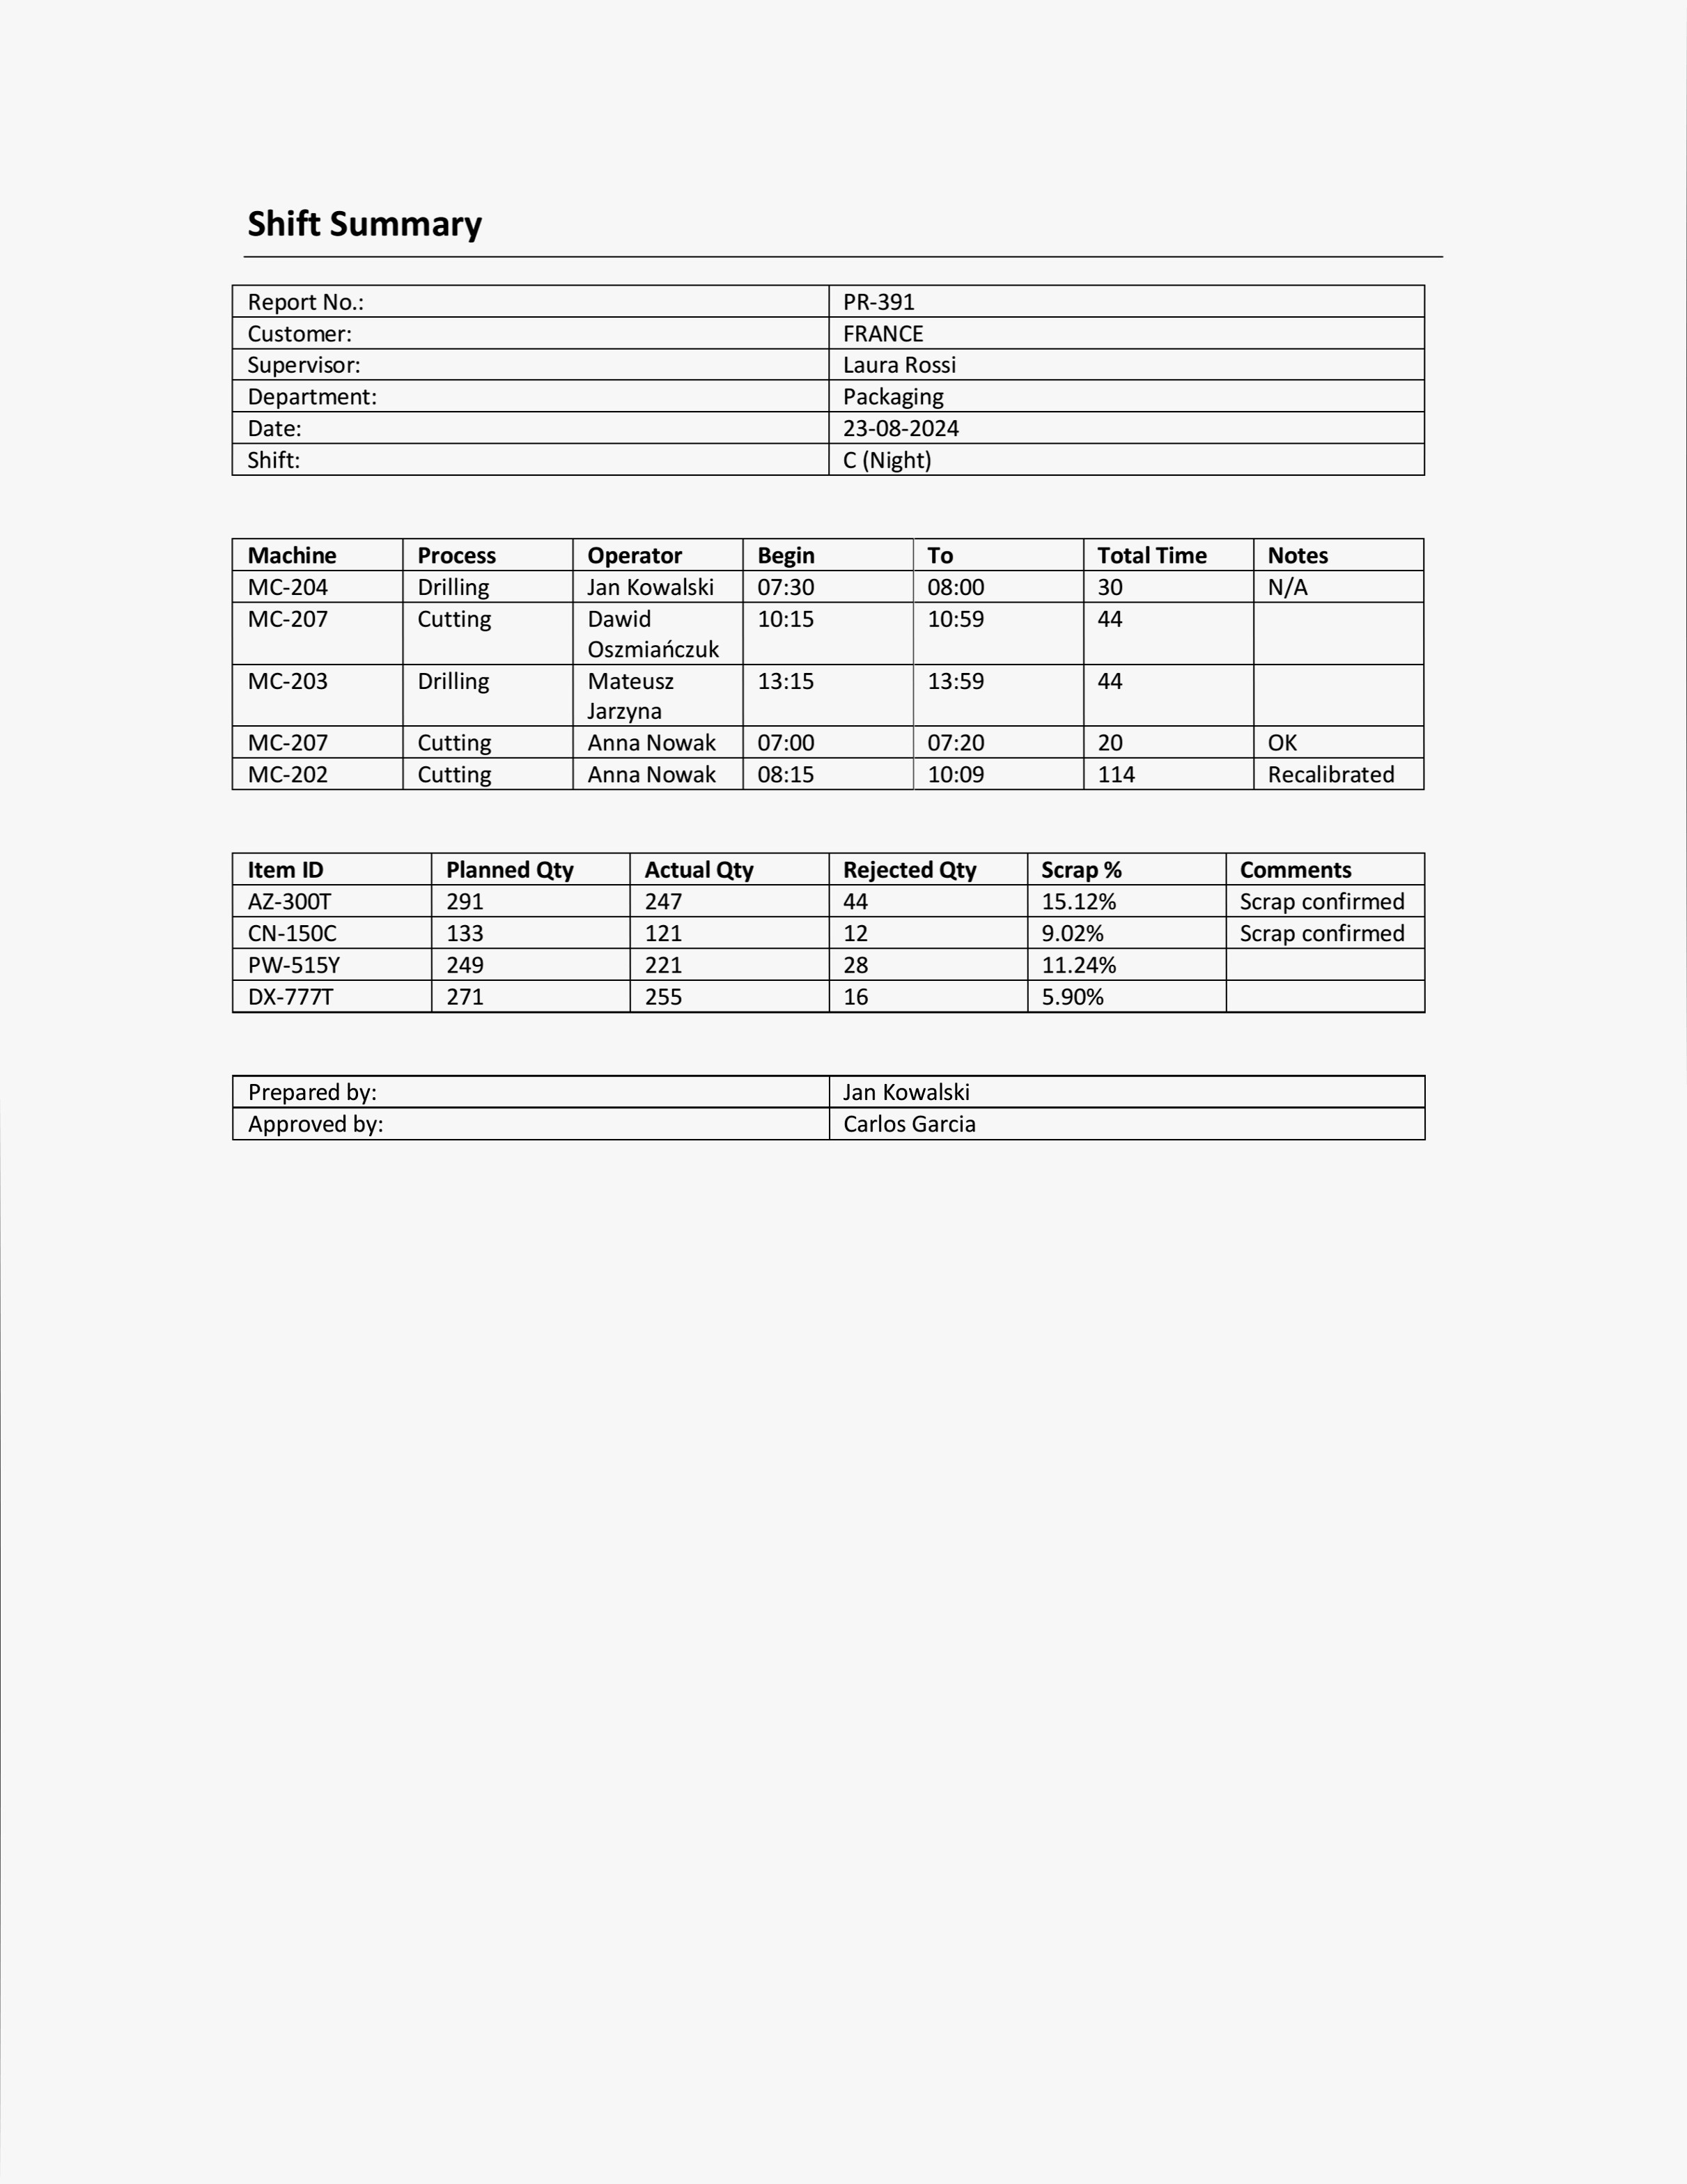 Shift Summary
Report No.: PR-391
Customer: FRANCE
Supervisor: Laura Rossi
Department: Packaging
Date: 23-08-2024
Shift: C (Night)
Machine Process Operator Begin To Total Time Notes
MC-204 Drilling Jan Kowalski 07:30 08:00 30 N/A
MC-207 Cutting Dawid 10:15 10:59 44
Oszmiańczuk
MC-203 Drilling Mateusz 13:15 13:59 44
Jarzyna
MC-207 Cutting Anna Nowak 07:00 07:20 20 OK
MC-202 Cutting Anna Nowak 08:15 10:09 114 Recalibrated
Item ID Planned Qty Actual Qty Rejected Qty Scrap % Comments
AZ-300T 291 247 44 15.12% Scrap confirmed
CN-150C 133 121 12 9.02% Scrap confirmed
PW-515Y 249 221 28 11.24%
DX-777T 271 255 16 5.90%
Prepared by: Jan Kowalski
Approved by: Carlos Garcia